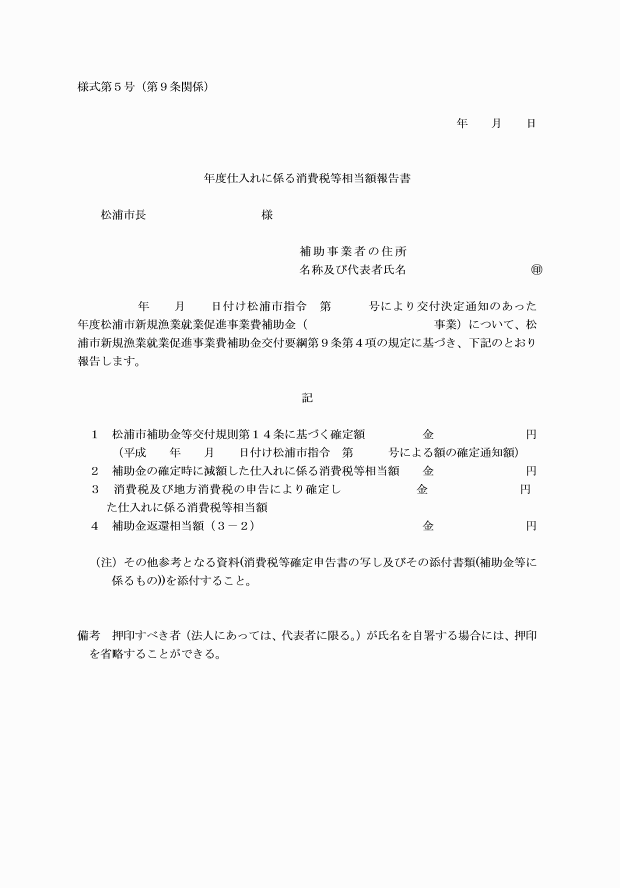 様式第５号（第９条関係）
年　　月　　日
年度仕入れに係る消費税等相当額報告書
松浦市長　　　　　　　　　　様
補助事業者の住所
名称及び代表者氏名　　　　　　　　　　　㊞
年　　月　　日付け松浦市指令　第　　　号により交付決定通知のあった
年度松浦市新規漁業就業促進事業費補助金（　　　　　　　　　　　事業）について、松
浦市新規漁業就業促進事業費補助金交付要綱第９条第４項の規定に基づき、下記のとおり
報告します。
記
１　松浦市補助金等交付規則第１４条に基づく確定額　　　　　金　　　　　　　　円
（平成　　年　　月　　日付け松浦市指令　第　　　号による額の確定通知額）
２　補助金の確定時に減額した仕入れに係る消費税等相当額　　金　　　　　　　　円
３　消費税及び地方消費税の申告により確定し　　　　　　　金　　　　　　　　円
た仕入れに係る消費税等相当額
４　補助金返還相当額（３－２）　　　　　　　　　　　　　　金　　　　　　　　円
（注）その他参考となる資料(消費税等確定申告書の写し及びその添付書類(補助金等に
係るもの))を添付すること。
備考　押印すべき者（法人にあっては、代表者に限る。）が氏名を自署する場合には、押印
を省略することができる。